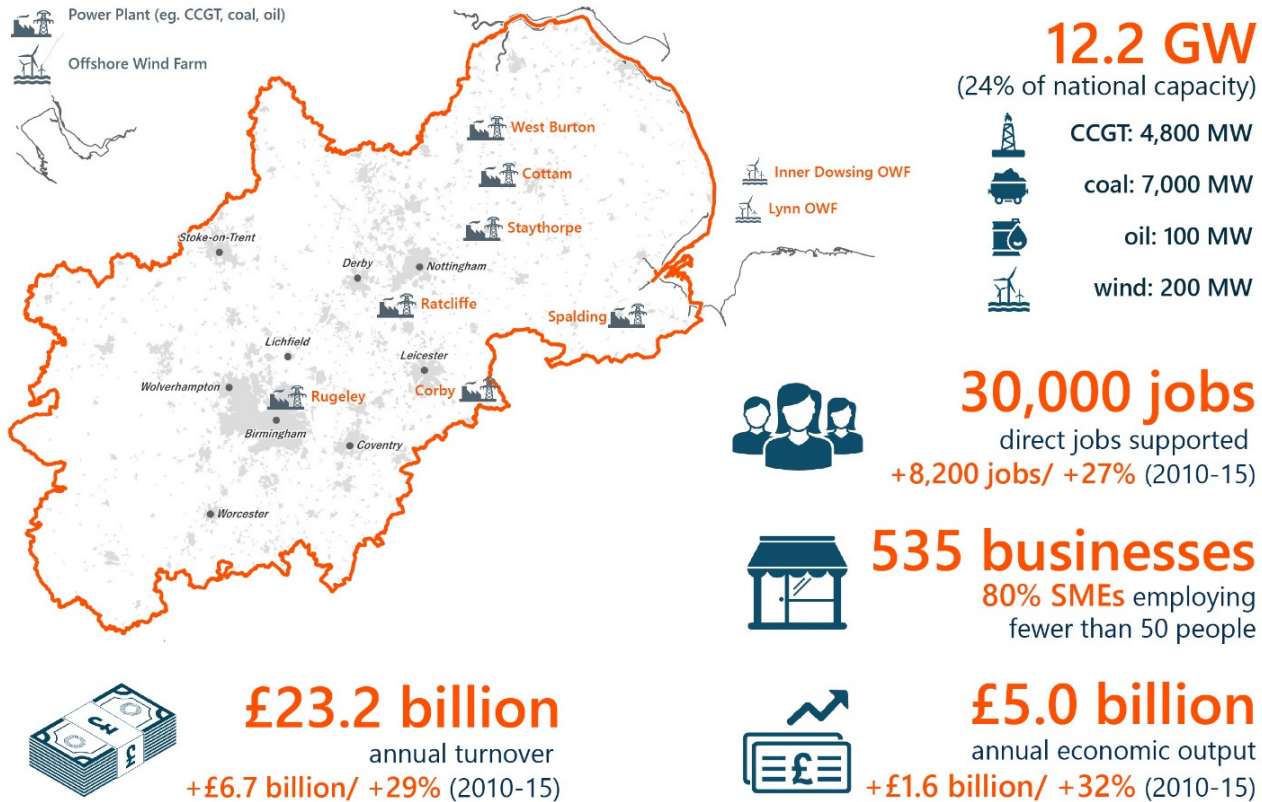 Power Plant (eg. CCGT, coal, oil)
Offshore Wind Farm
West Burton
Cottam
Staythorpe
Inner Dowsing OWF
Lynn OWF
Stoke-on-Trent
Derby
Nottingham
Ratcliffe
Spalding
Lichfield
Leicester
Wolverhampton
Rugeley
Corby
Birmingham
Coventry
Worcester
12.2 GW
(24% of national capacity)
CCGT: 4,800 MW
coal: 7,000 MW
oil: 100 MW
wind: 200 MW
30,000 jobs
direct jobs supported
+8,200 jobs/ +27% (2010-15)
535 businesses
80% SMEs employing
fewer than 50 people
£23.2 billion
annual turnover
+£6.7 billion/ +29% (2010-15)
£5.0 billion
annual economic output
+£1.6 billion/ +32% (2010-15)